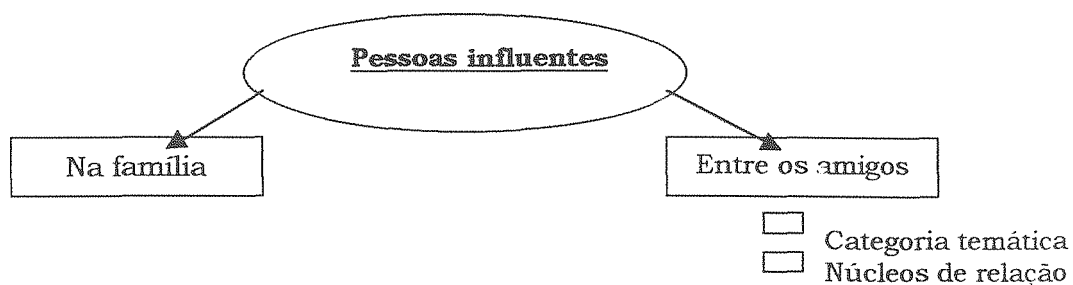 Pessoas influentes
Na família
Entre os amigos
Categoria temática
Núcleos de relação